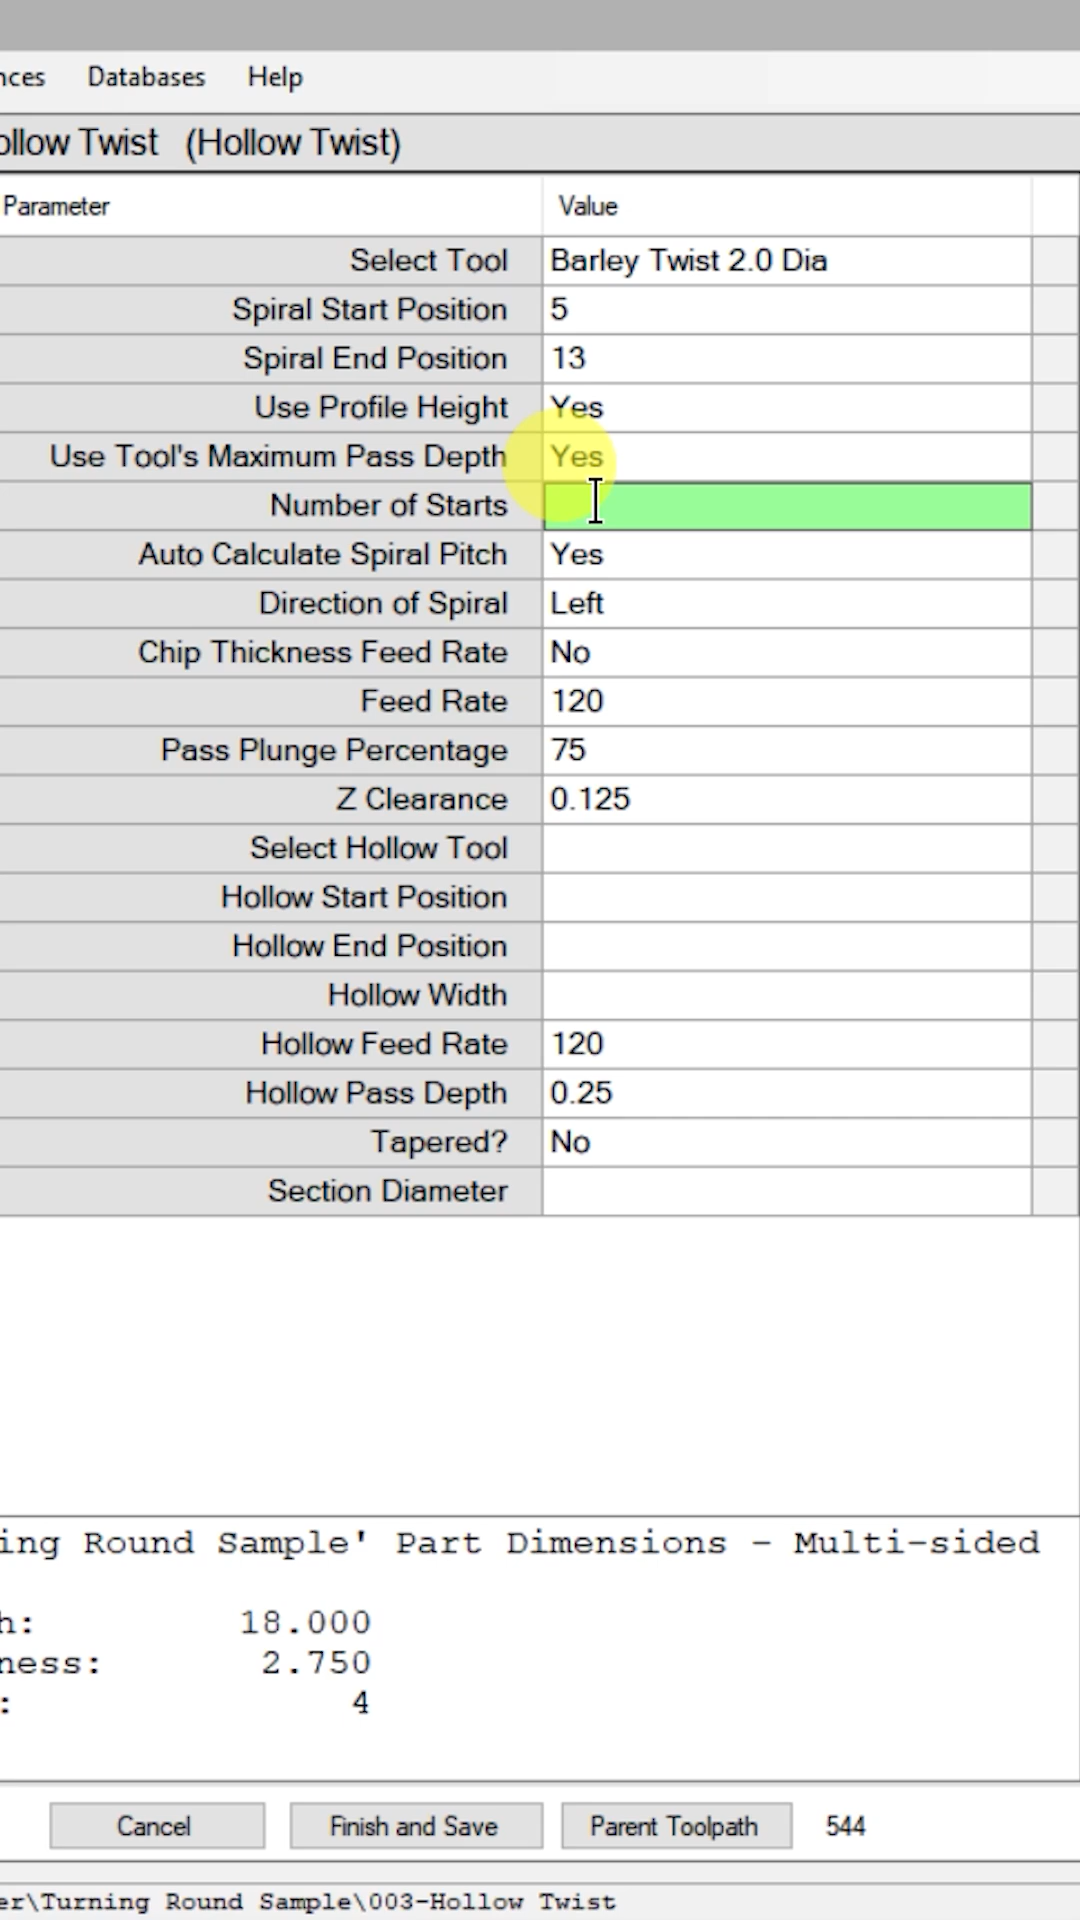 nces Databases Help
ollow Twist (Hollow Twist)
Parameter Value
Select Tool Barley Twist 2.0 Dia
Spiral Start Position 5
Spiral End Position 13
Use Profile Height Yes
Use Tool's Maximum Pass Depth Yes
Number of Starts
Auto Calculate Spiral Pitch Yes
Direction of Spiral Left
Chip Thickness Feed Rate No
Feed Rate 120
Pass Plunge Percentage 75
Z Clearance 0.125
Select Hollow Tool
Hollow Start Position
Hollow End Position
Hollow Width
Hollow Feed Rate 120
Hollow Pass Depth 0.25
Tapered? No
Section Diameter
ing Round Sample' Part Dimensions - Multi-sided
h: 18.000
ness: 2.750
: 4
Cancel Finish and Save Parent Toolpath 544
er\Turning Round Sample\003-Hollow Twist